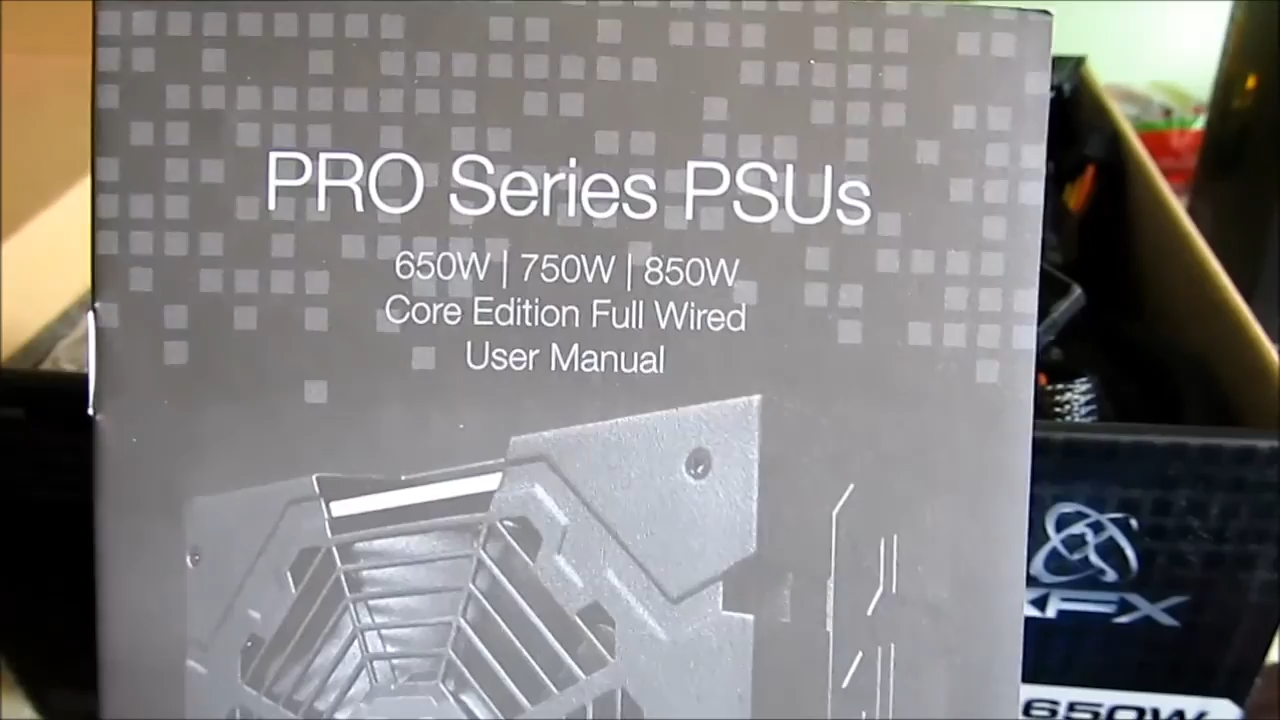 PRO Series PSUs
650W | 750W | 850W
Core Edition Full Wired
User Manual
XFX
650W